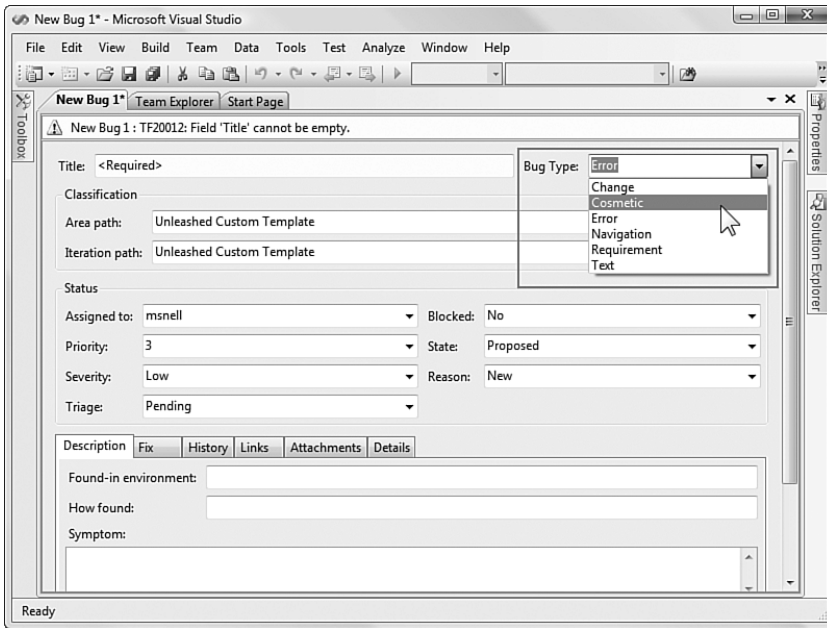 New Bug 1* - Microsoft Visual Studio
File Edit View Build Team Data Tools Test Analyze Window Help
New Bug 1* Team Explorer Start Page
Toolbox
Properties
Solution Explorer
New Bug 1 : TF20012: Field 'Title' cannot be empty.
Title: <Required> Bug Type: Error
Change
Cosmetic
Error
Navigation
Requirement
Text
Classification
Area path: Unleashed Custom Template
Iteration path: Unleashed Custom Template
Status
Assigned to: msnell Blocked: No
Priority: 3 State: Proposed
Severity: Low Reason: New
Triage: Pending
Description Fix History Links Attachments Details
Found-in environment:
How found:
Symptom:
Ready